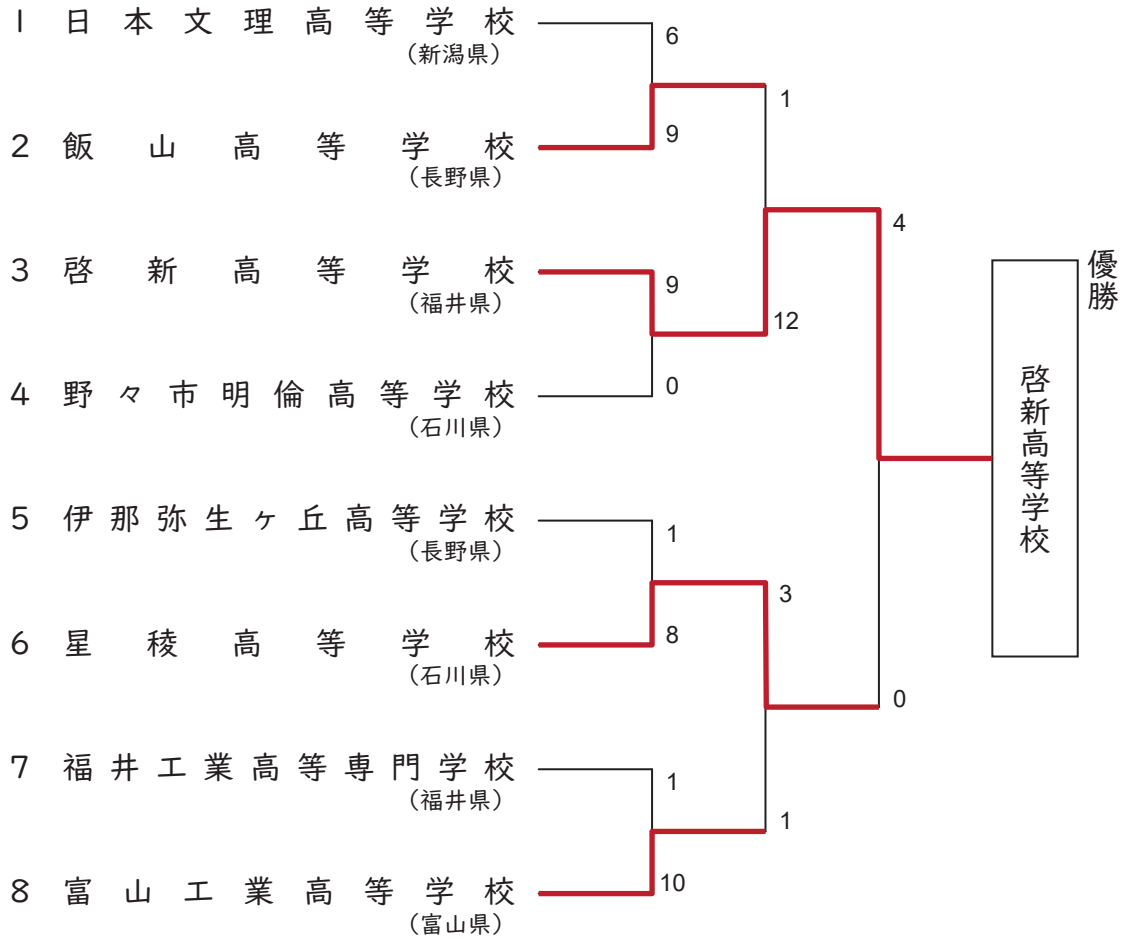 1 日本文理高等学校
(新潟県)
6
1
2 飯山高等学校
(長野県)
9
4
3 啓新高等学校
(福井県)
9
12
優勝
啓新高等学校
4 野々市明倫高等学校
(石川県)
0
5 伊那弥生ヶ丘高等学校
(長野県)
1
3
6 星稜高等学校
(石川県)
8
0
7 福井工業高等専門学校
(福井県)
1
1
8 富山工業高等学校
(富山県)
10